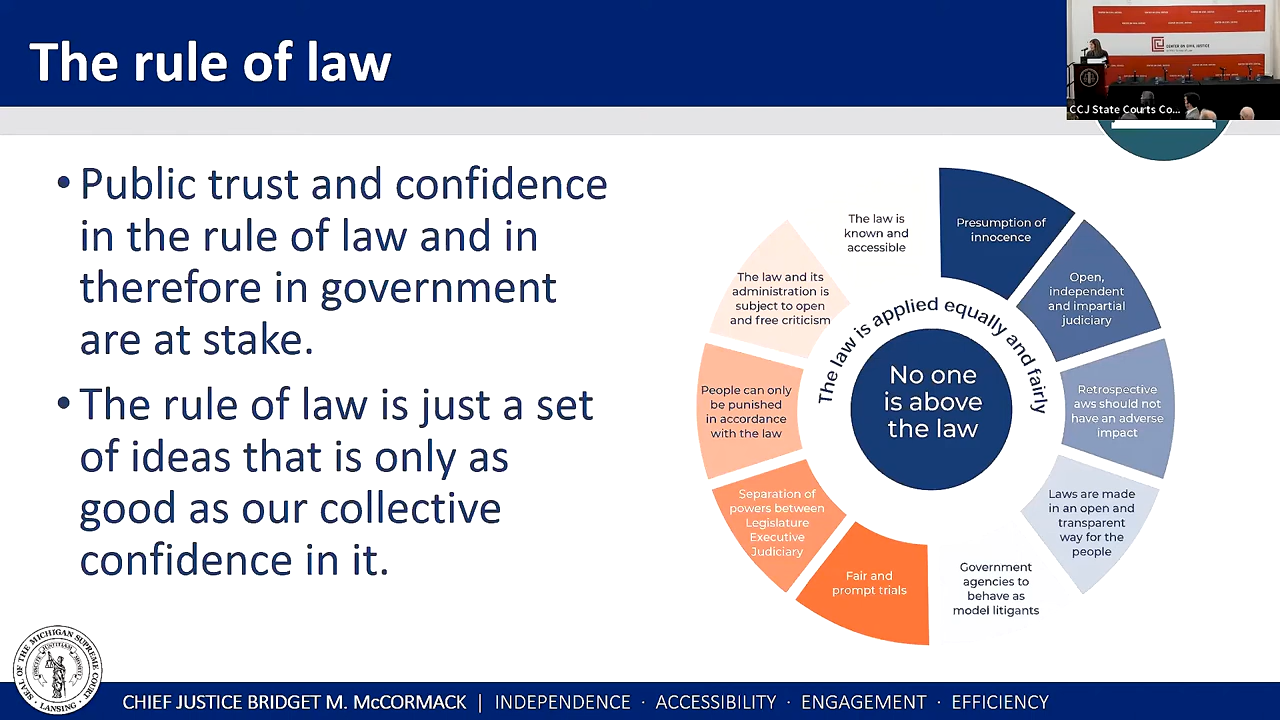 The rule of law
CENTER ON CIVIL JUSTICE
CCJ State Courts Co...
• Public trust and confidence
in the rule of law and in
therefore in government
are at stake.
• The rule of law is just a set
of ideas that is only as
good as our collective
confidence in it.
The law is
known and
accessible
Presumption of
innocence
Open,
independent
and impartial
judiciary
Retrospective
aws should not
have an adverse
impact
Laws are made
in an open and
transparent
way for the
people
Government
agencies to
behave as
model litigants
Fair and
prompt trials
Separation of
powers between
Legislature
Executive
Judiciary
People can only
be punished
in accordance
with the law
The law and its
administration is
subject to open
and free criticism
The law is applied equally and fairly
No one
is above
the law
SEAL OF THE MICHIGAN SUPREME COURT
LANSING
CHIEF JUSTICE BRIDGET M. McCORMACK | INDEPENDENCE · ACCESSIBILITY · ENGAGEMENT · EFFICIENCY